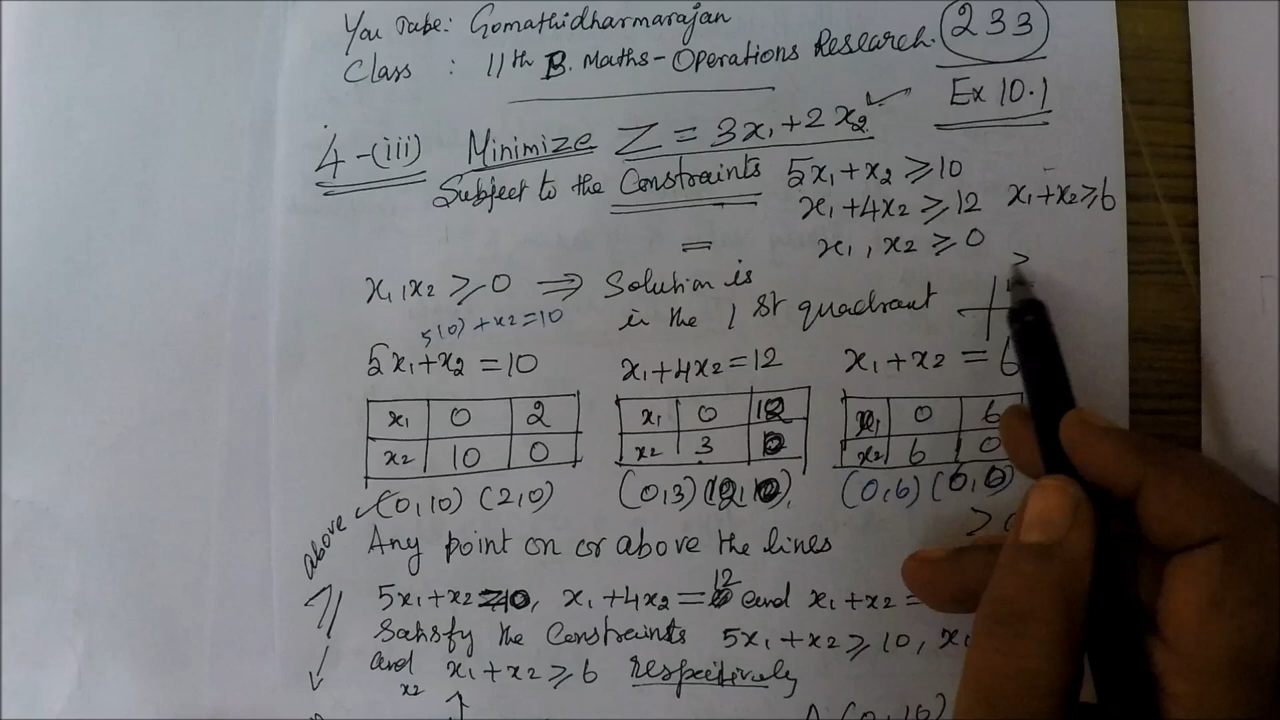 You Tube: Gomathidharmarajan
Class : 11th B. Maths - Operations Research. 233
Ex 10.1
4-(iii) Minimize Z = 3x₁+2x₂
Subject to the Constraints 5x₁+x₂ ≥ 10
x₁+4x₂ ≥ 12 x₁+x₂ ≥ 6
= x₁, x₂ ≥ 0
x₁, x₂ ≥ 0 ⇒ Solution is
in the 1st quadrant
5(0)+x₂=10
5x₁+x₂ = 10 x₁+4x₂ = 12 x₁+x₂ = 6
x₁ 0 2 x₁ 0 12 x₁ 0 6
x₂ 10 0 x₂ 3 0 x₂ 6 0
(0,10) (2,0) (0,3) (12,0), (0,6) (6,0)
above
Any point on or above the lines
5x₁+x₂=10, x₁+4x₂=12 and x₁+x₂ =
Satisfy the Constraints 5x₁+x₂ ≥ 10,
and x₁+x₂ ≥ 6 respectively
x₂
A (0,10)